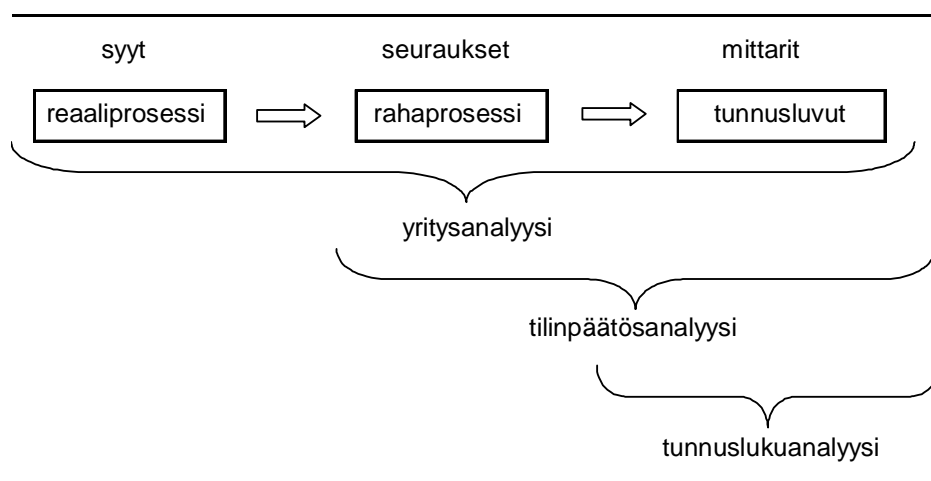 syyt seuraukset mittarit
reaaliprosessi rahaprosessi tunnusluvut
yritysanalyysi
tilinpäätösanalyysi
tunnuslukuanalyysi